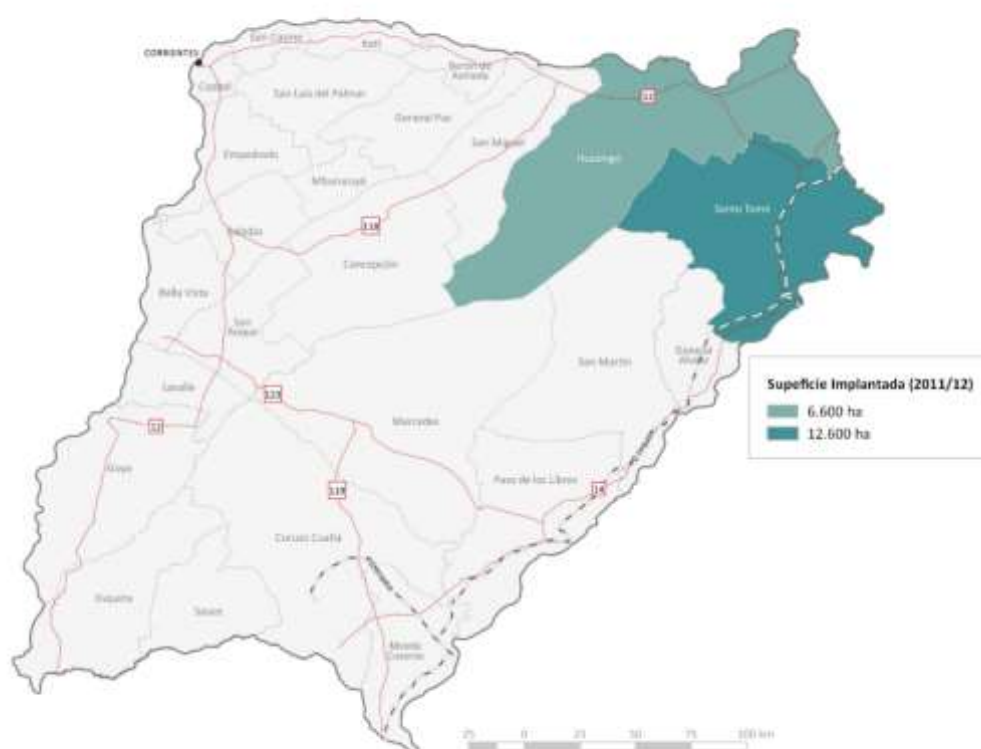 San Cosme
Itatí
CORRIENTES
Capital
Berón de
Astrada
San Luis del Palmar
12
General Paz
San Miguel
Empedrado
Ituzaingó
Mburucuyá
Santo Tomé
118
Saladas
Concepción
Bella Vista
San
Roque
San Martín
General
Alvear
Lavalle
123
Mercedes
12
Goya
Paso de los Libres
119
14
Curuzú Cuatiá
Esquina
Sauce
Monte
Caseros
Supeficie Implantada (2011/12)
6.600 ha
12.600 ha
25 0 25 50 75 100 km